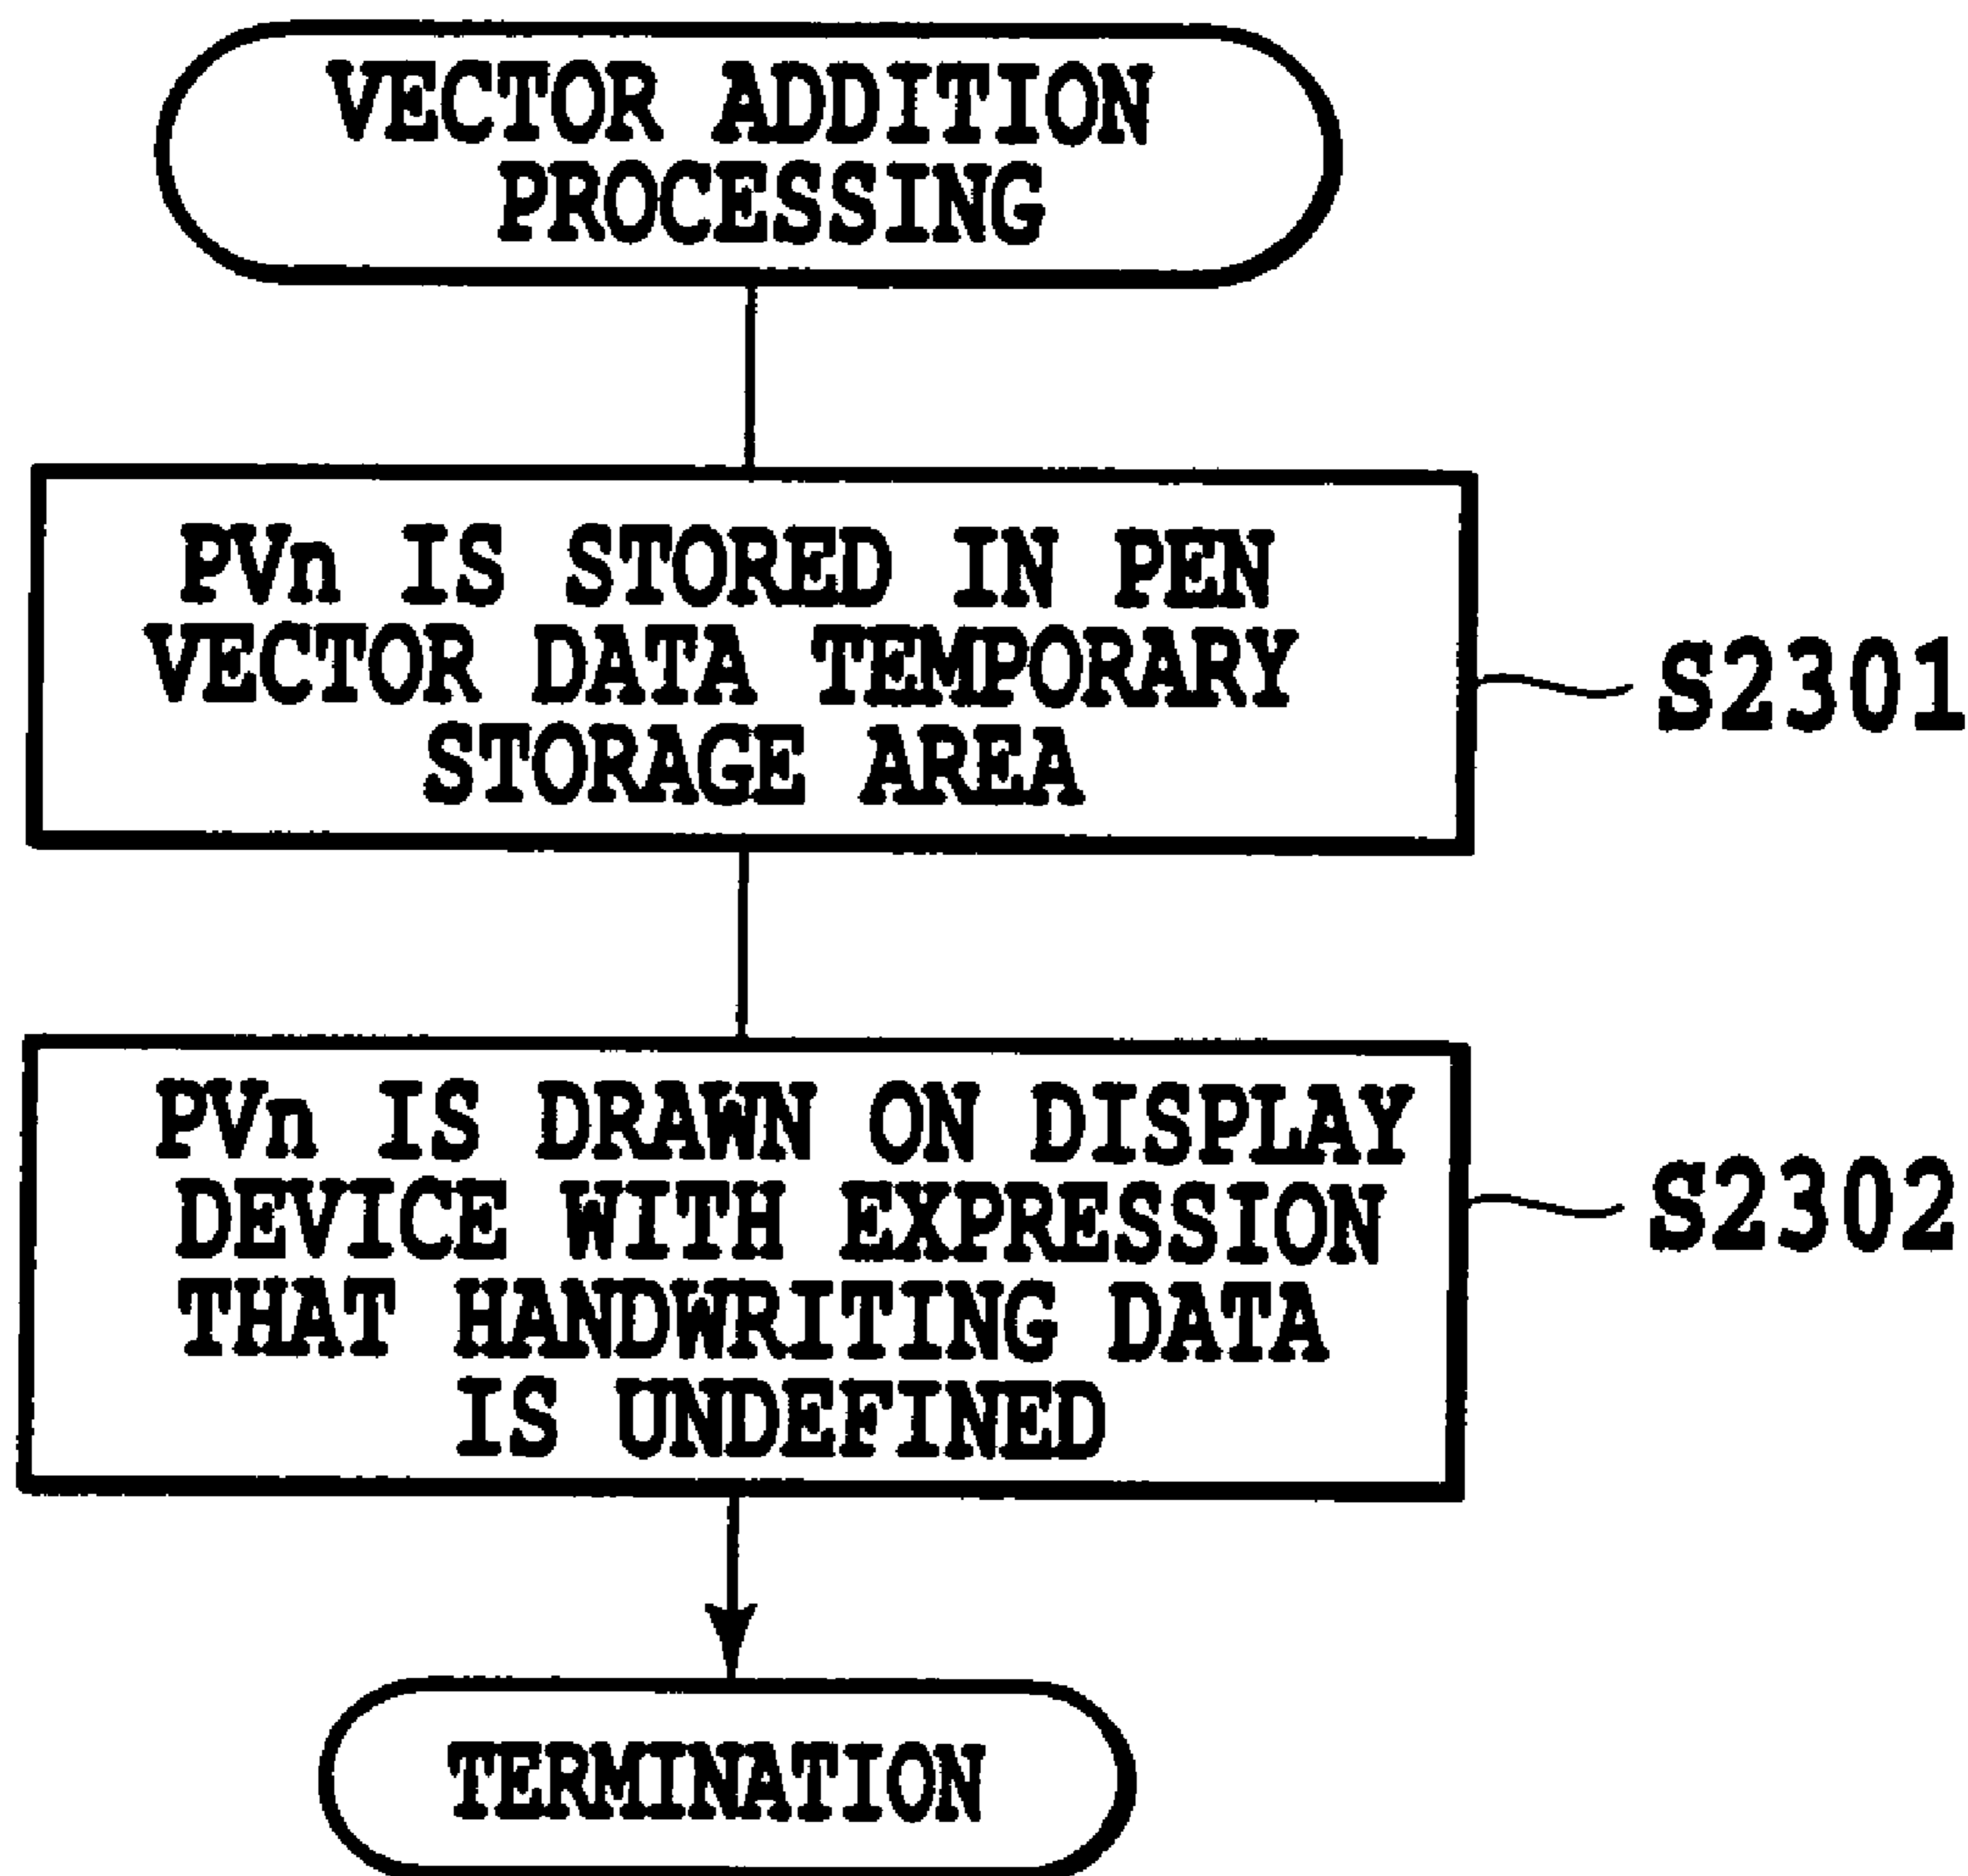 VECTOR ADDITION
PROCESSING
PVn IS STORED IN PEN
VECTOR DATA TEMPORARY
STORAGE AREA
S2301
PVn IS DRAWN ON DISPLAY
DEVICE WITH EXPRESSION
THAT HANDWRITING DATA
IS UNDEFINED
S2302
TERMINATION